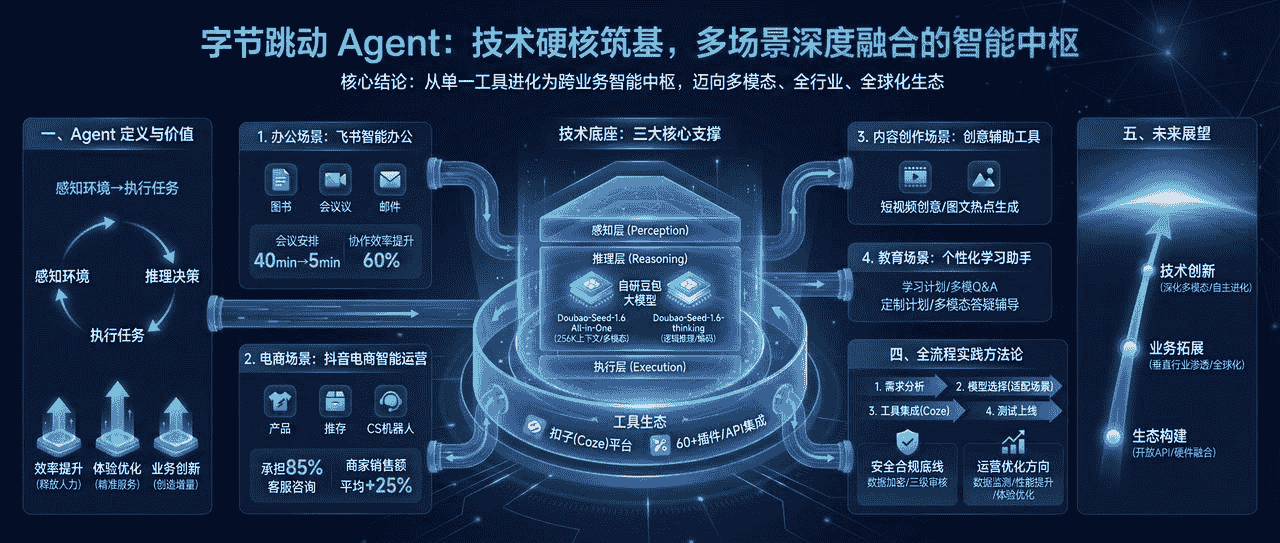 字节跳动 Agent：技术硬核筑基，多场景深度融合的智能中枢
核心结论：从单一工具进化为跨业务智能中枢，迈向多模态、全行业、全球化生态
一、Agent 定义与价值
感知环境→执行任务
感知环境
推理决策
执行任务
效率提升
(释放人力)
体验优化
(精准服务)
业务创新
(创造增量)
1. 办公场景：飞书智能办公
图书
会议议
邮件
会议安排
40min→5min
协作效率提升
60%
2. 电商场景：抖音电商智能运营
产品
推存
CS机器人
承担85%
客服咨询
商家销售额
平均+25%
技术底座：三大核心支撑
感知层 (Perception)
推理层 (Reasoning)
自研豆包
大模型
Doubao-Seed-1.6
All-in-One
(256K上下文/多模态)
Doubao-Seed-1.6-
thinking
(逻辑推理/编码)
执行层 (Execution)
工具生态
扣子(Coze)平台
60+插件/API集成
3. 内容创作场景：创意辅助工具
短视频创意/图文热点生成
4. 教育场景：个性化学习助手
学习计划/多模Q&A
定制计划/多模态答疑辅导
四、全流程实践方法论
1. 需求分析
2. 模型选择(适配场景)
3. 工具集成(Coze)
4. 测试上线
安全合规底线
数据加密/三级审核
运营优化方向
数据监测/性能提升
/体验优化
五、未来展望
技术创新
(深化多模态/自主进化)
业务拓展
(垂直行业渗透/全球化)
生态构建
(开放API/硬件融合)